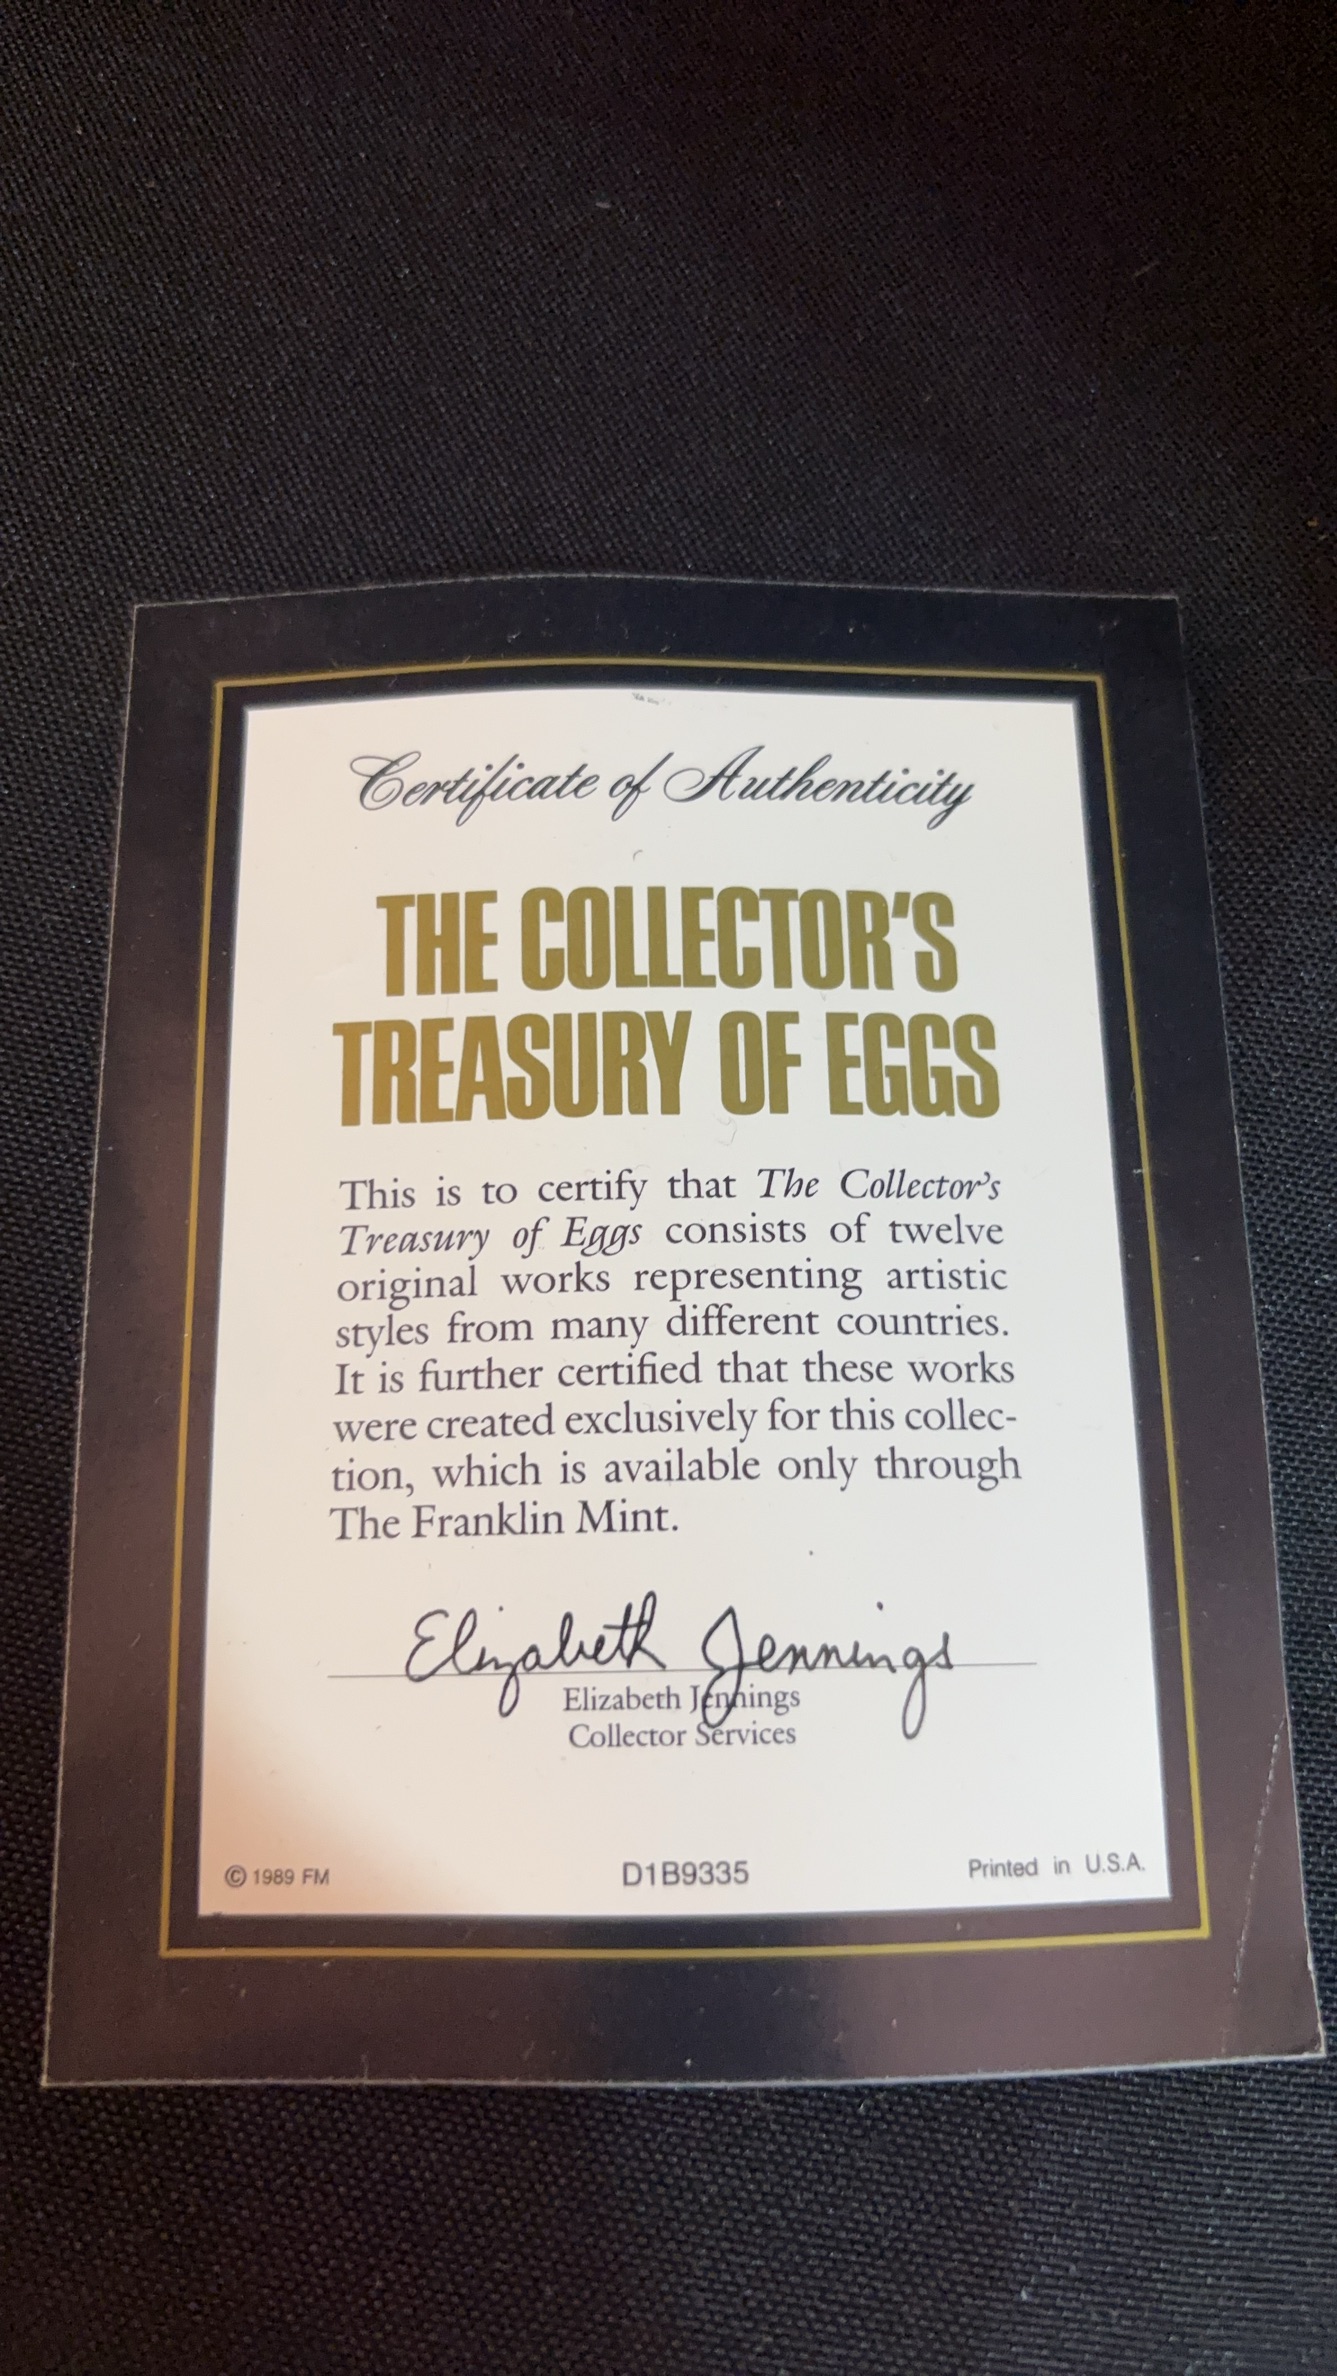 Certificate of Authenticity
THE COLLECTOR'S
TREASURY OF EGGS
This is to certify that The Collector's
Treasury of Eggs consists of twelve
original works representing artistic
styles from many different countries.
It is further certified that these works
were created exclusively for this collec-
tion, which is available only through
The Franklin Mint.
Elizabeth Jennings
Elizabeth Jennings
Collector Services
© 1989 FM D1B9335 Printed in U.S.A.